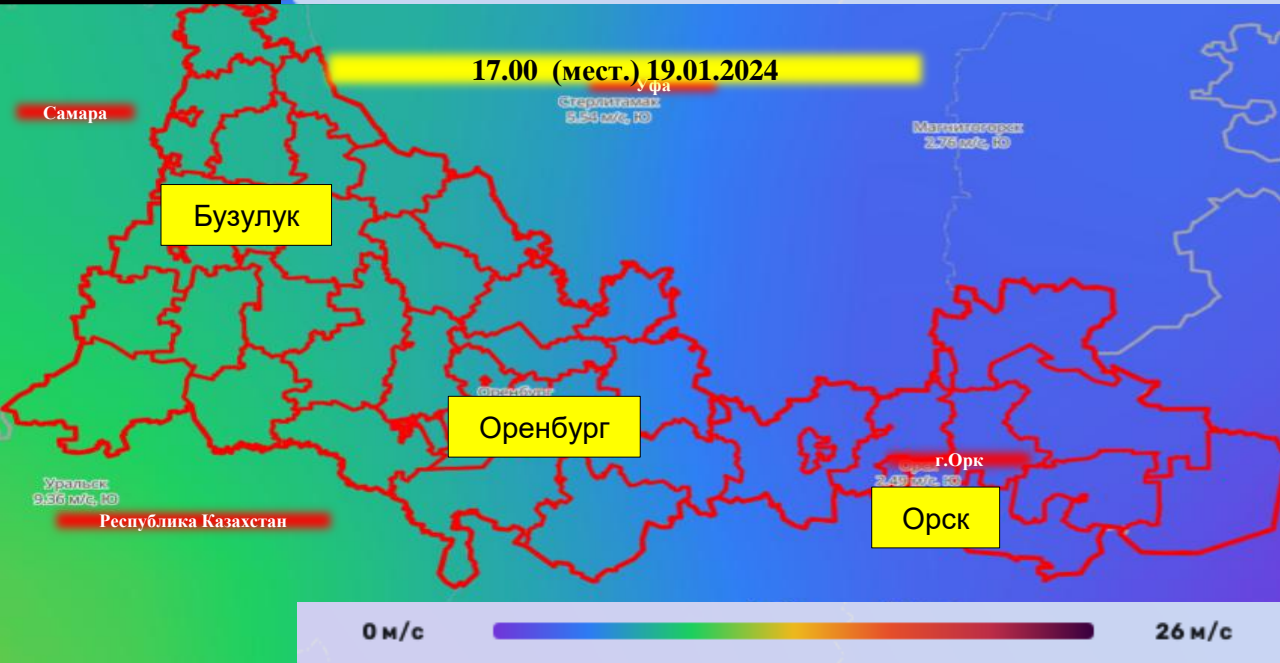 17.00 (мест.) 19.01.2024
Уфа
Самара
Стерлитамак
5.54 м/с, Ю
Магнитогорск
2.76 м/с, Ю
Бузулук
Оренбург
Оренбург
г.Орк
2.49 м/с, Ю
Уральск
9.36 м/с, Ю
Республика Казахстан
Орск
0 м/с
26 м/с